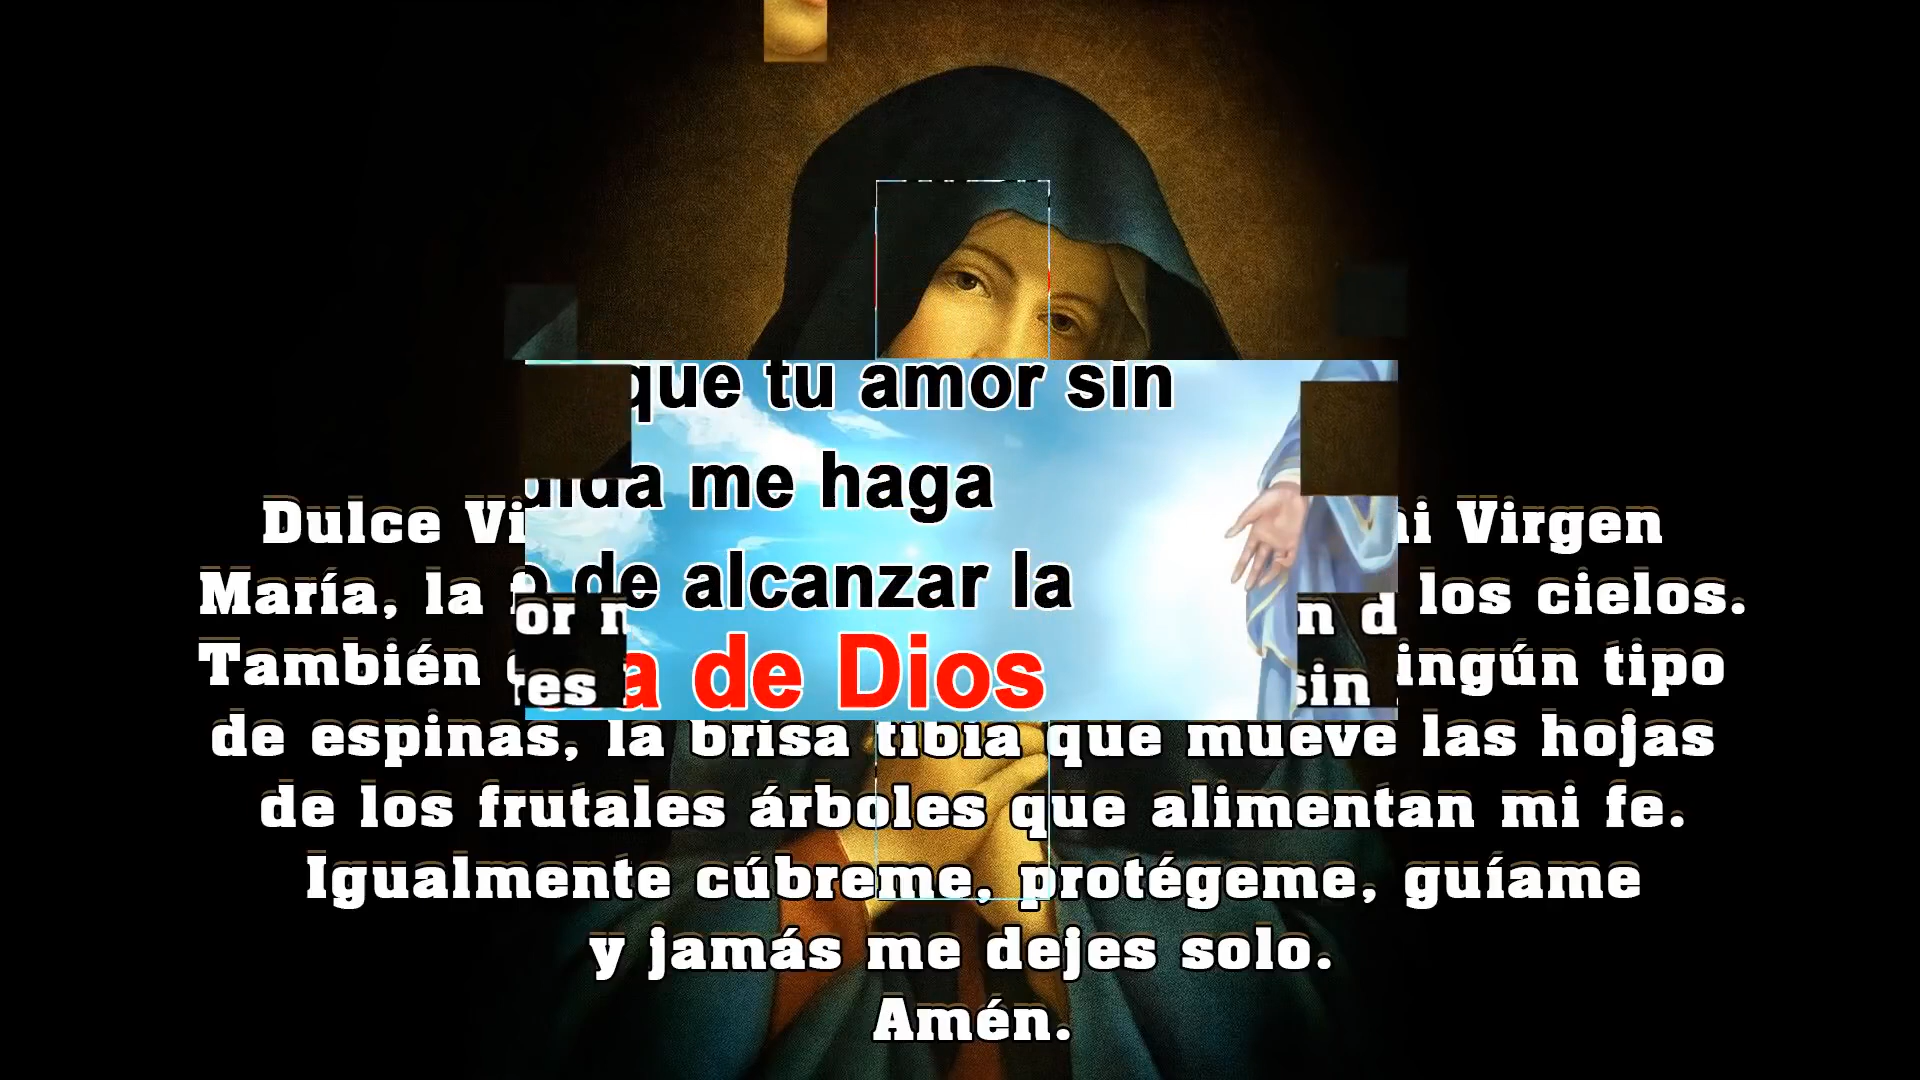 que tu amor sin
me haga
de alcanzar la
de Dios
Dulce
Virgen
María, la
los cielos.
También
tipo
de espinas, la brisa tibia que mueve las hojas
de los frutales árboles que alimentan mi fe.
Igualmente cúbreme, protégeme, guíame
y jamás me dejes solo.
Amén.